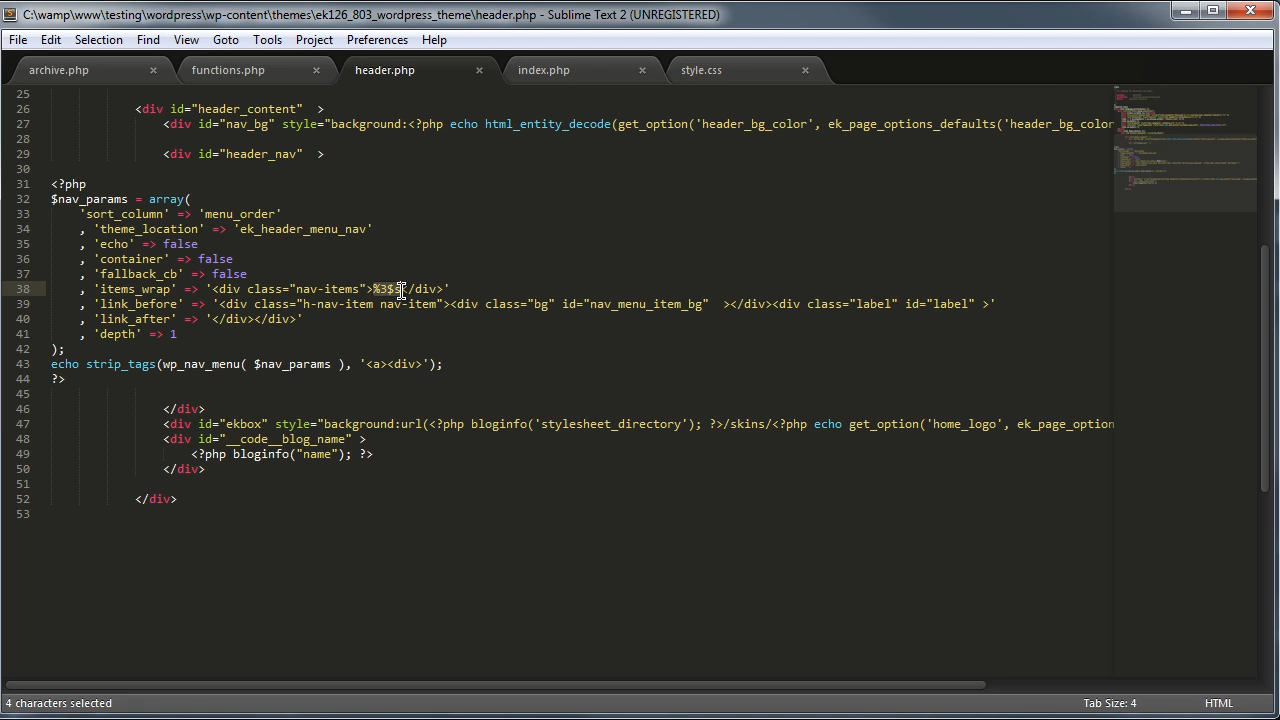 C:\wamp\www\testing\wordpress\wp-content\themes\ek126_803_wordpress_theme\header.php - Sublime Text 2 (UNREGISTERED)
File Edit Selection Find View Goto Tools Project Preferences Help
archive.php functions.php header.php index.php style.css
25
26 <div id="header_content"  >
27 <div id="nav_bg" style="background:<?php echo html_entity_decode(get_option('header_bg_color', ek_page_options_defaults('header_bg_color
28
29 <div id="header_nav"  >
30
31 <?php
32 $nav_params = array(
33 'sort_column' => 'menu_order'
34 , 'theme_location' => 'ek_header_menu_nav'
35 , 'echo' => false
36 , 'container' => false
37 , 'fallback_cb' => false
38 , 'items_wrap' => '<div class="nav-items">%3$s</div>'
39 , 'link_before' => '<div class="h-nav-item nav-item"><div class="bg" id="nav_menu_item_bg"  ></div><div class="label" id="label" >'
40 , 'link_after' => '</div></div>'
41 , 'depth' => 1
42 );
43 echo strip_tags(wp_nav_menu( $nav_params ), '<a><div>');
44 ?>
45
46 </div>
47 <div id="ekbox" style="background:url(<?php bloginfo('stylesheet_directory'); ?>/skins/<?php echo get_option('home_logo', ek_page_option
48 <div id="__code__blog_name" >
49 <?php bloginfo("name"); ?>
50 </div>
51
52 </div>
53
4 characters selected Tab Size: 4 HTML